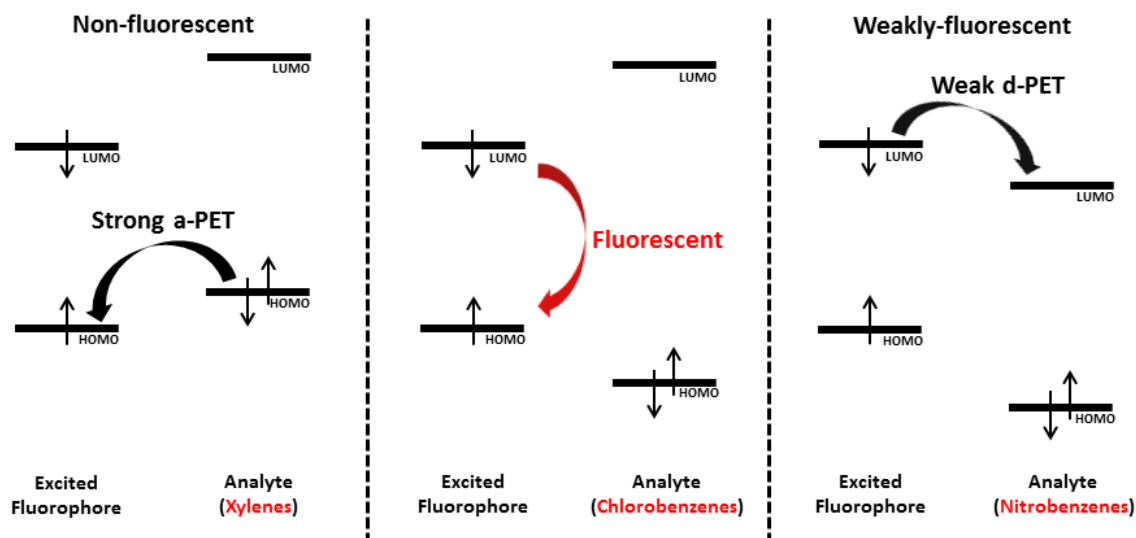 Non-fluorescent
LUMO
LUMO
Strong a-PET
HOMO
HOMO
Excited
Fluorophore
Analyte
(Xylenes)
LUMO
LUMO
Fluorescent
HOMO
HOMO
Excited
Fluorophore
Analyte
(Chlorobenzenes)
Weakly-fluorescent
Weak d-PET
LUMO
LUMO
HOMO
HOMO
Excited
Fluorophore
Analyte
(Nitrobenzenes)